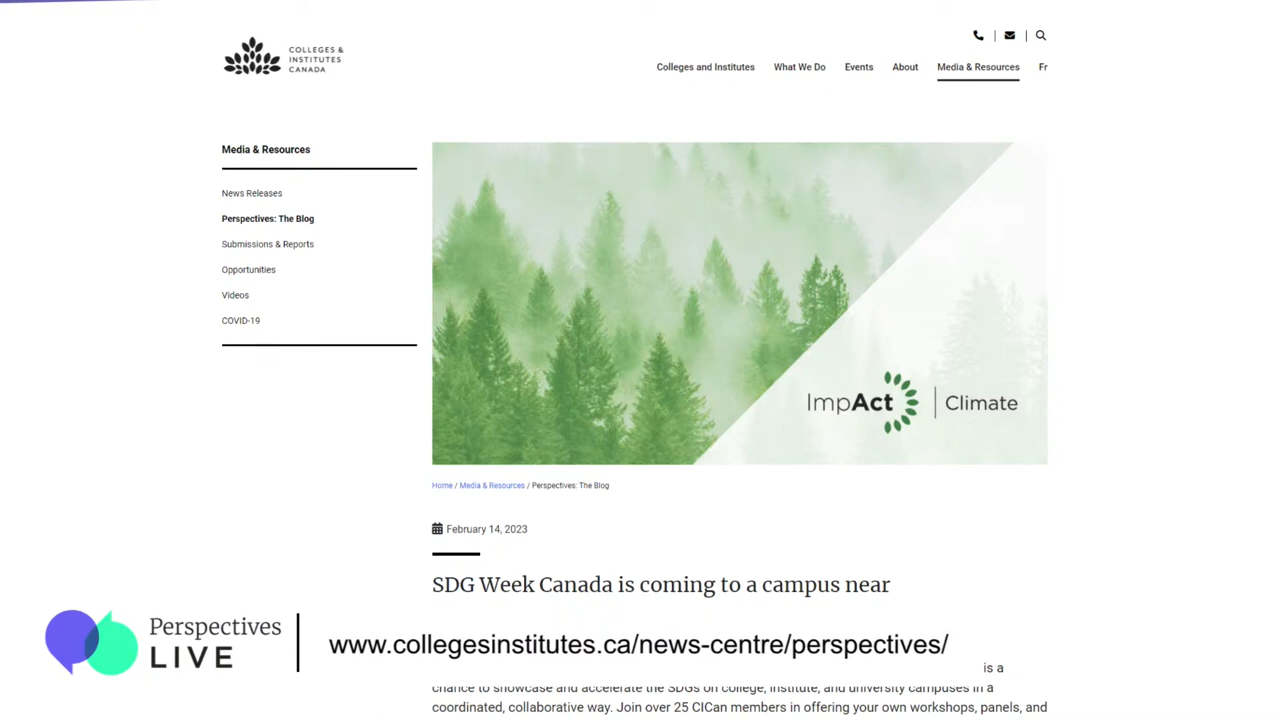 COLLEGES &
INSTITUTES
CANADA
Colleges and Institutes What We Do Events About Media & Resources Fr
Media & Resources
News Releases
Perspectives: The Blog
Submissions & Reports
Opportunities
Videos
COVID-19
ImpAct | Climate
Home / Media & Resources / Perspectives: The Blog
February 14, 2023
SDG Week Canada is coming to a campus near
Perspectives
LIVE
www.collegesinstitutes.ca/news-centre/perspectives/
is a
chance to showcase and accelerate the SDGs on college, institute, and university campuses in a
coordinated, collaborative way. Join over 25 CICan members in offering your own workshops, panels, and